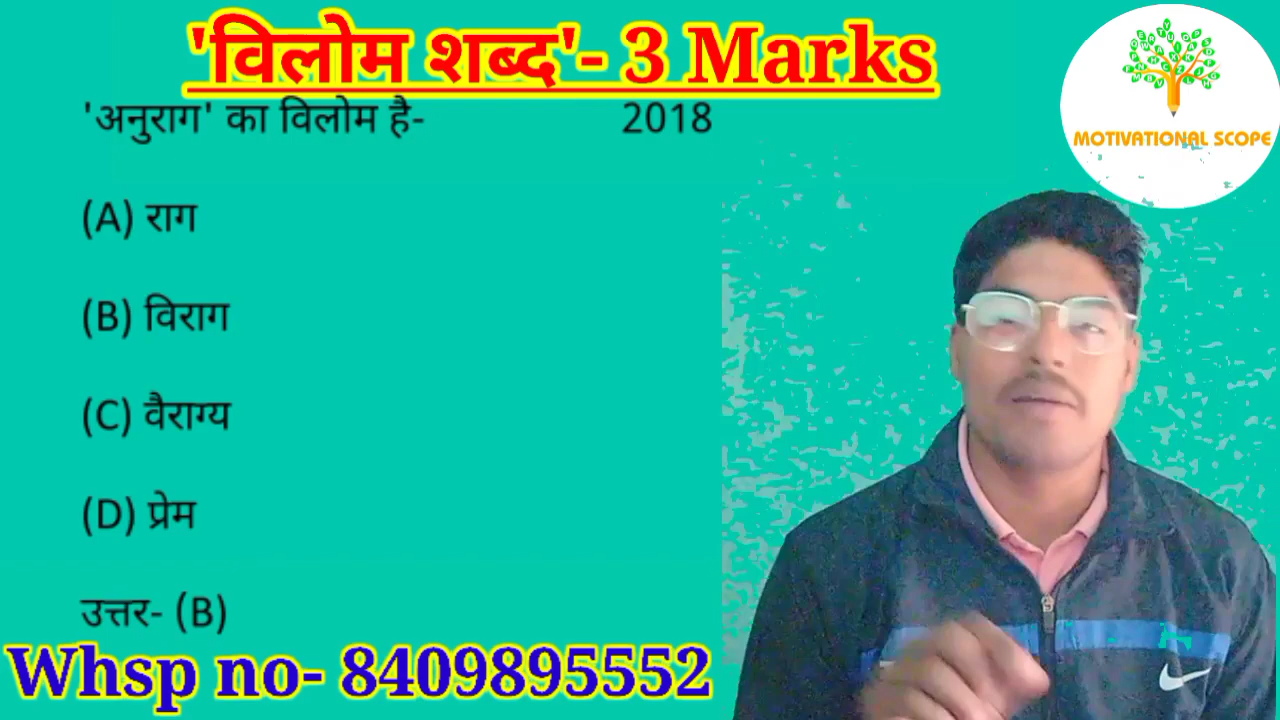 'विलोम शब्द'- 3 Marks
'अनुराग' का विलोम है- 2018
MOTIVATIONAL SCOPE
(A) राग
(B) विराग
(C) वैराग्य
(D) प्रेम
उत्तर- (B)
Whsp no- 8409895552